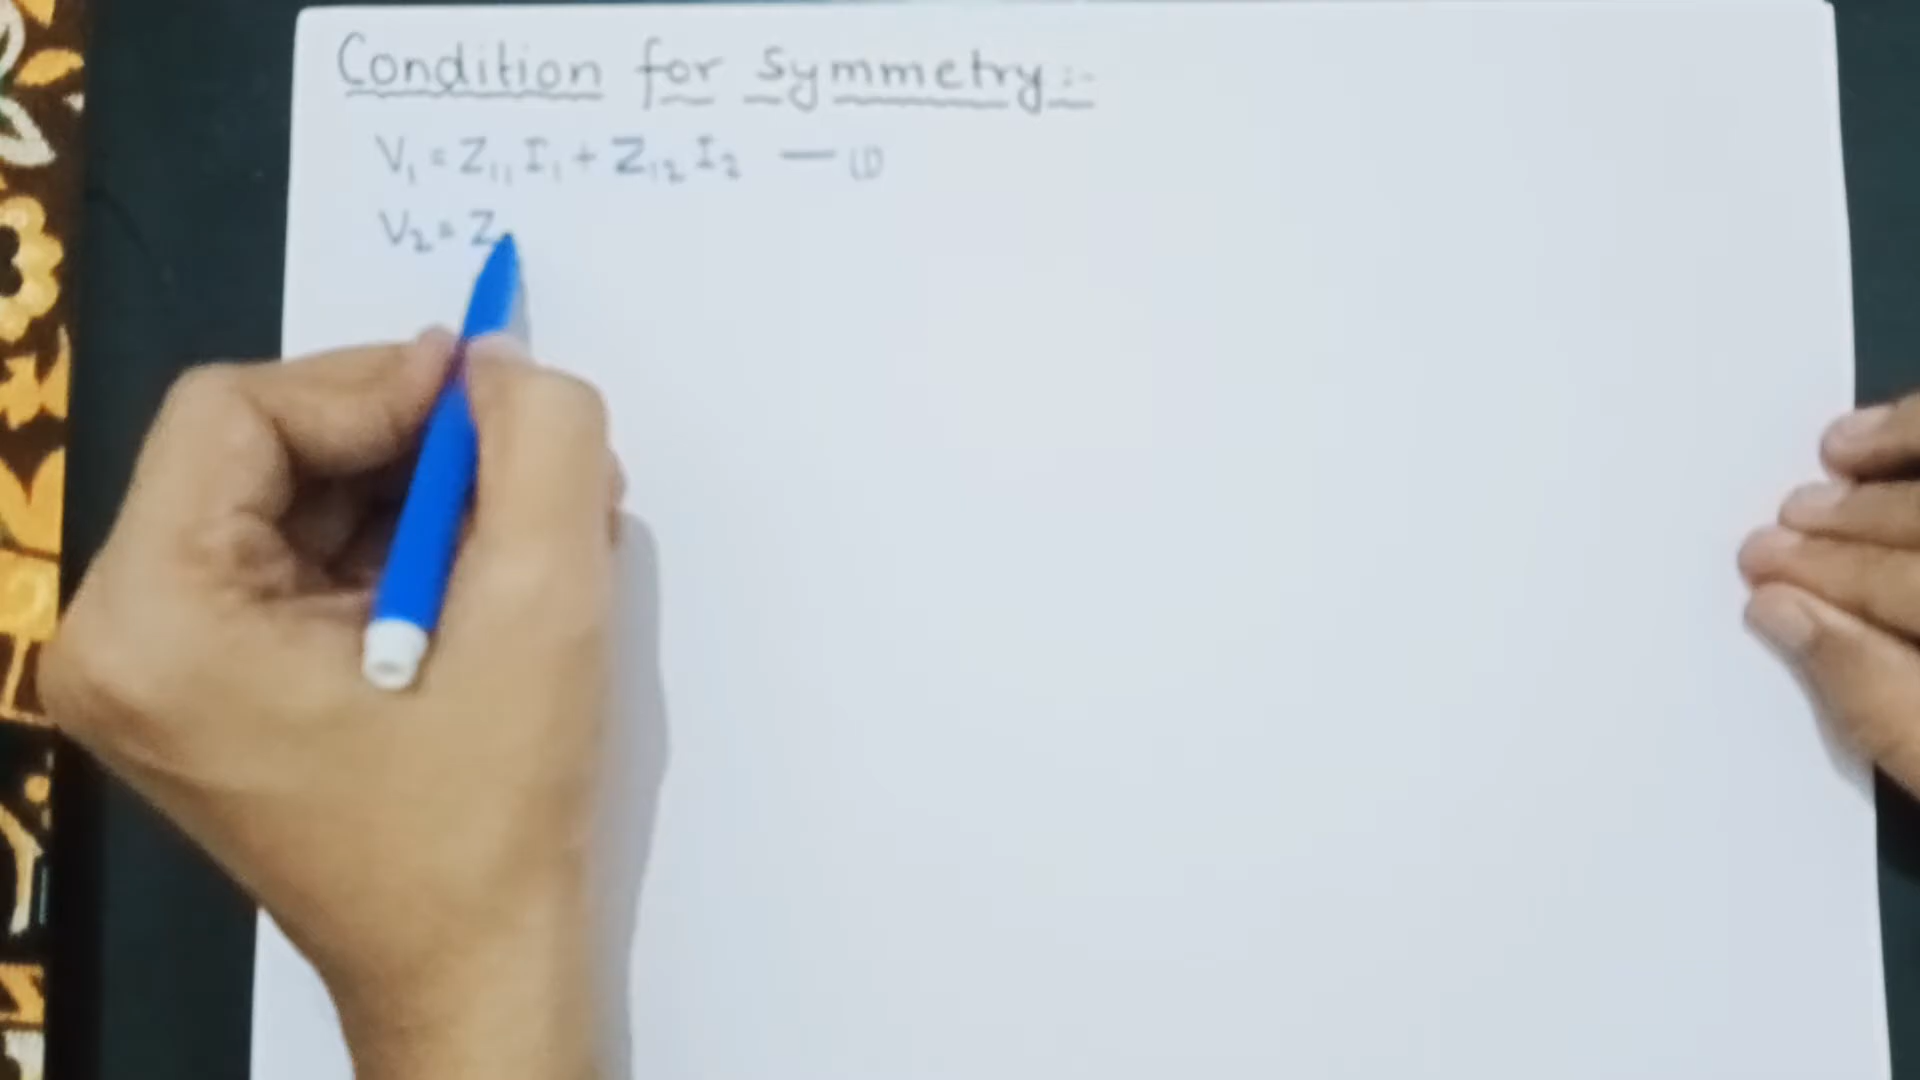 Condition for Symmetry:-
V₁ = Z₁₁ I₁ + Z₁₂ I₂ — ①
V₂ = Z